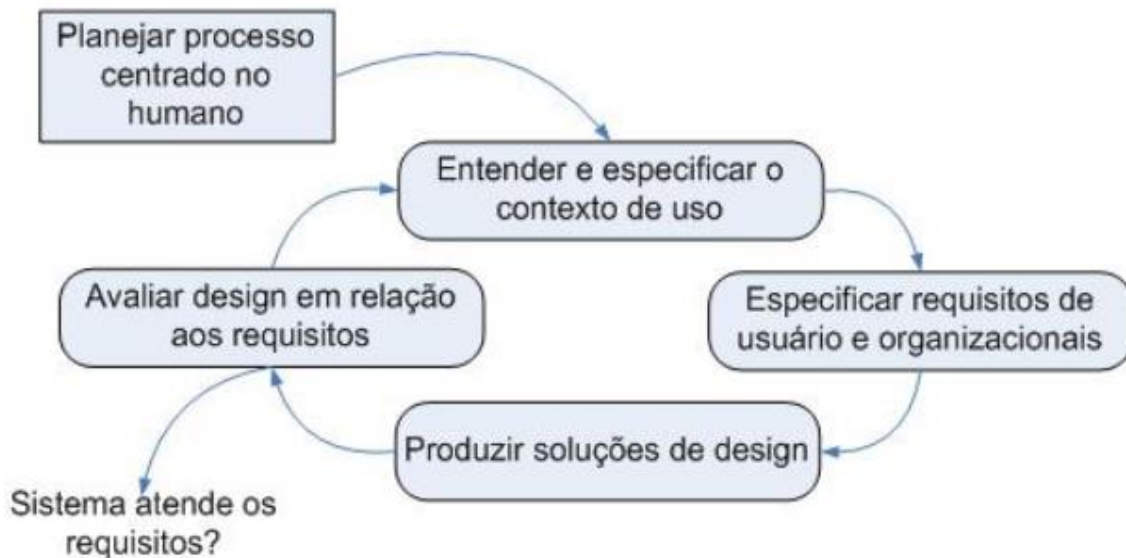 Planejar processo
centrado no
humano
Entender e especificar o
contexto de uso
Avaliar design em relação
aos requisitos
Especificar requisitos de
usuário e organizacionais
Produzir soluções de design
Sistema atende os
requisitos?